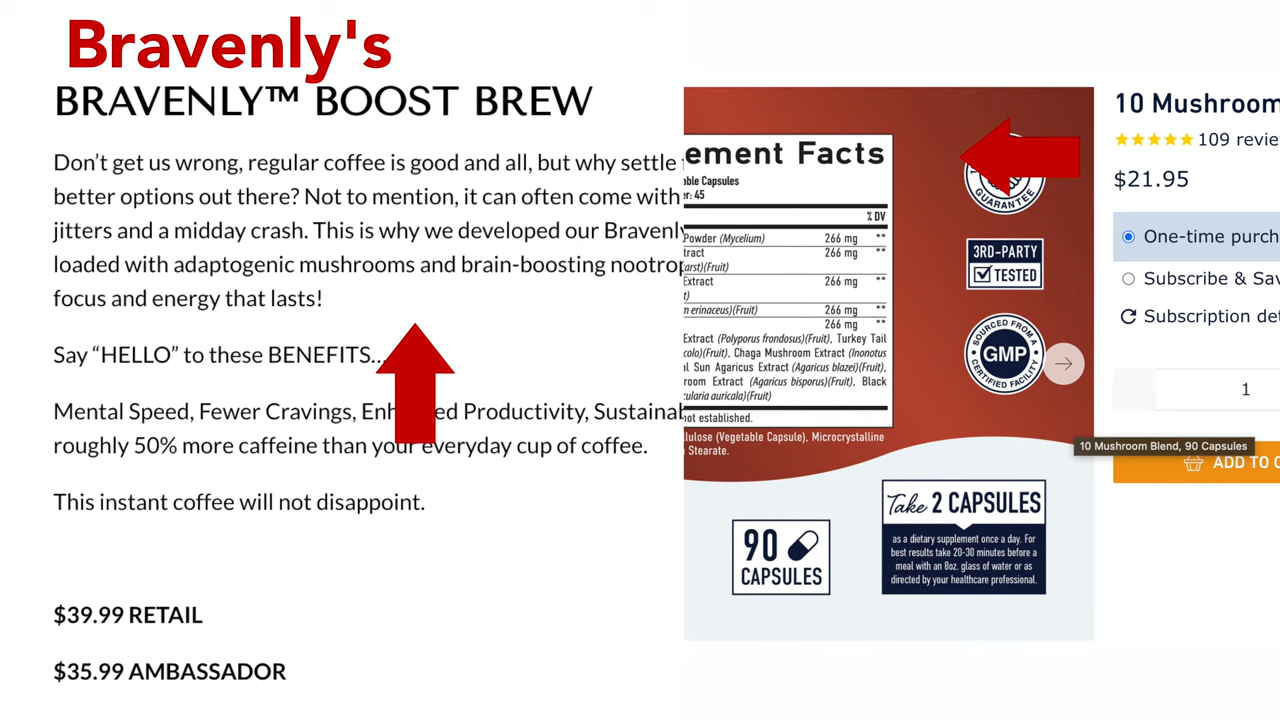 Bravenly's
BRAVENLY™ BOOST BREW
Don't get us wrong, regular coffee is good and all, but why settle
better options out there? Not to mention, it can often come with
jitters and a midday crash. This is why we developed our Bravenly
loaded with adaptogenic mushrooms and brain-boosting nootrop
focus and energy that lasts!
Say “HELLO” to these BENEFITS...
Mental Speed, Fewer Cravings, Enh ed Productivity, Sustainab
roughly 50% more caffeine than your everyday cup of coffee.
This instant coffee will not disappoint.
$39.99 RETAIL
$35.99 AMBASSADOR
ement Facts
able Capsules
er: 45
% DV
Powder (Mycelium) 266 mg **
tract 266 mg **
arst)(Fruit)
Extract 266 mg **
t)
n erinaceus)(Fruit) 266 mg **
266 mg **
Extract (Polyporus frondosus)(Fruit), Turkey Tail
colo)(Fruit), Chaga Mushroom Extract (Inonotus
l Sun Agaricus Extract (Agaricus blazei)(Fruit),
room Extract (Agaricus bisporus)(Fruit), Black
cularia auricula)(Fruit)
not established.
llulose (Vegetable Capsule), Microcrystalline
Stearate.
GUARANTEE
3RD-PARTY
TESTED
SOURCED FROM A
GMP
CERTIFIED FACILITY
90
CAPSULES
Take 2 CAPSULES
as a dietary supplement once a day. For
best results take 20-30 minutes before a
meal with an 8oz. glass of water or as
directed by your healthcare professional.
10 Mushroom
109 revie
$21.95
One-time purch
Subscribe & Sav
Subscription det
1
10 Mushroom Blend, 90 Capsules
ADD TO C